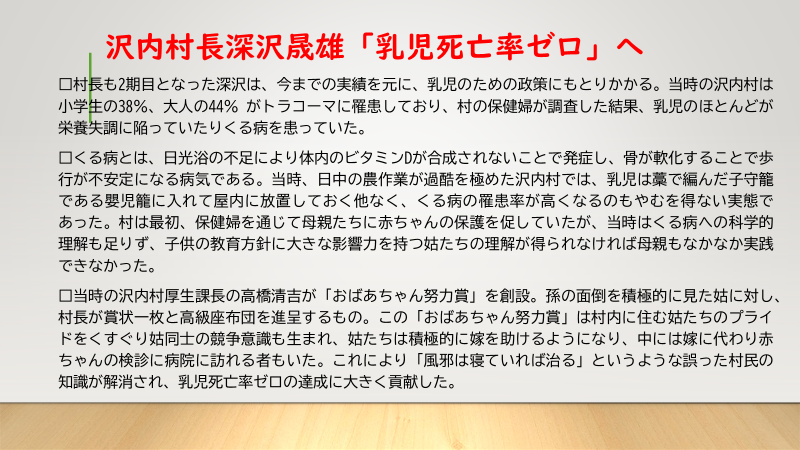 沢内村長深沢晟雄「乳児死亡率ゼロ」へ
□村長も2期目となった深沢は、今までの実績を元に、乳児のための政策にもとりかかる。当時の沢内村は
小学生の38%、大人の44% がトラコーマに罹患しており、村の保健婦が調査した結果、乳児のほとんどが
栄養失調に陥っていたりくる病を患っていた。
□くる病とは、日光浴の不足により体内のビタミンDが合成されないことで発症し、骨が軟化することで歩
行が不安定になる病気である。当時、日中の農作業が過酷を極めた沢内村では、乳児は藁で編んだ子守籠
である嬰児籠に入れて屋内に放置しておく他なく、くる病の罹患率が高くなるのもやむを得ない実態で
あった。村は最初、保健婦を通じて母親たちに赤ちゃんの保護を促していたが、当時はくる病への科学的
理解も足りず、子供の教育方針に大きな影響力を持つ姑たちの理解が得られなければ母親もなかなか実践
できなかった。
□当時の沢内村厚生課長の高橋清吉が「おばあちゃん努力賞」を創設。孫の面倒を積極的に見た姑に対し、
村長が賞状一枚と高級座布団を進呈するもの。この「おばあちゃん努力賞」は村内に住む姑たちのプライ
ドをくすぐり姑同士の競争意識も生まれ、姑たちは積極的に嫁を助けるようになり、中には嫁に代わり赤
ちゃんの検診に病院に訪れる者もいた。これにより「風邪は寝ていれば治る」というような誤った村民の
知識が解消され、乳児死亡率ゼロの達成に大きく貢献した。